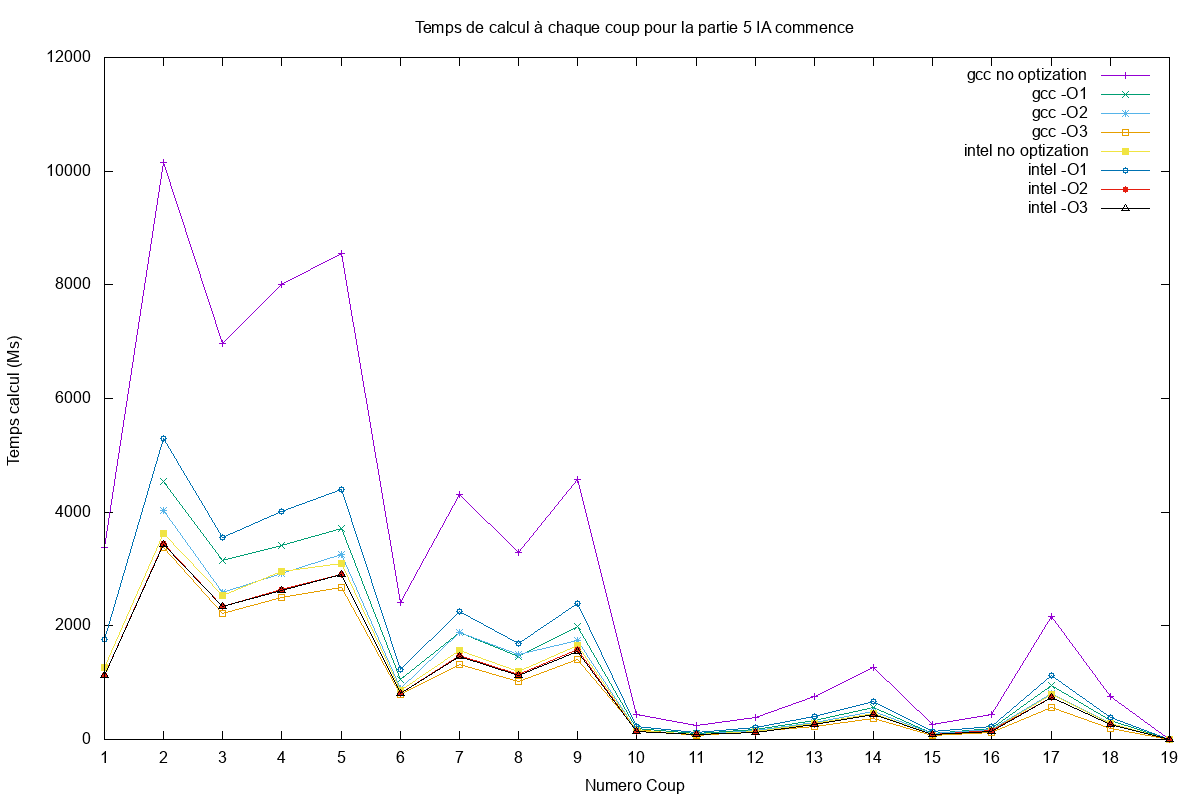 Temps de calcul à chaque coup pour la partie 5 IA commence
12000
10000
8000
6000
4000
2000
0
Temps calcul (Ms)
gcc no optization
gcc -O1
gcc -O2
gcc -O3
intel no optization
intel -O1
intel -O2
intel -O3
1 2 3 4 5 6 7 8 9 10 11 12 13 14 15 16 17 18 19
Numero Coup